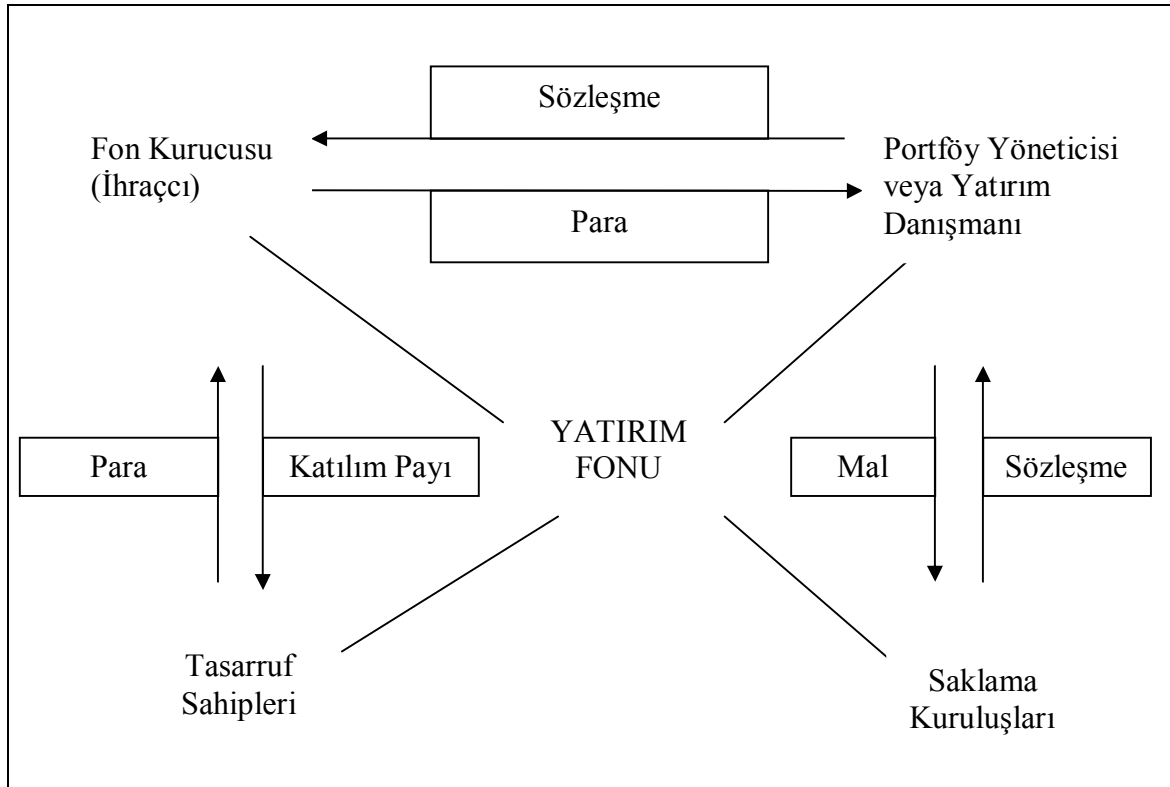 Sözleşme
Fon Kurucusu
(İhraççı)
Portföy Yöneticisi
veya Yatırım
Danışmanı
Para
YATIRIM
FONU
Para
Katılım Payı
Mal
Sözleşme
Tasarruf
Sahipleri
Saklama
Kuruluşları